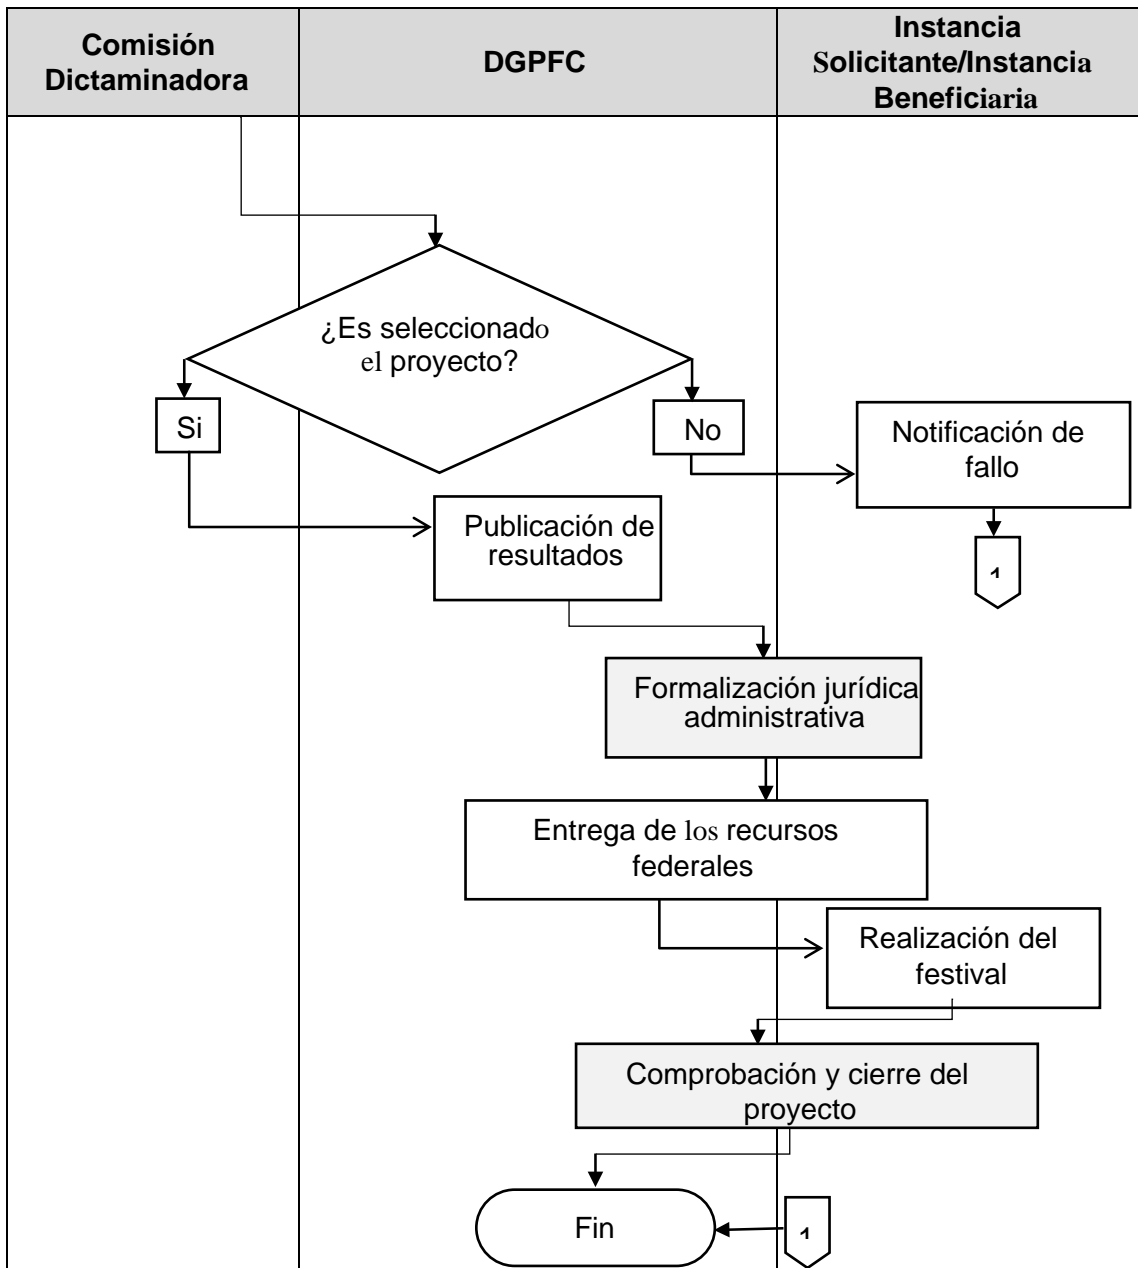 Comisión
Dictaminadora
DGPFC
Instancia
Solicitante/Instancia
Beneficiaria
¿Es seleccionado
el proyecto?
Si
No
Notificación de
fallo
Publicación de
resultados
1
Formalización jurídica
administrativa
Entrega de los recursos
federales
Realización del
festival
Comprobación y cierre del
proyecto
Fin
1